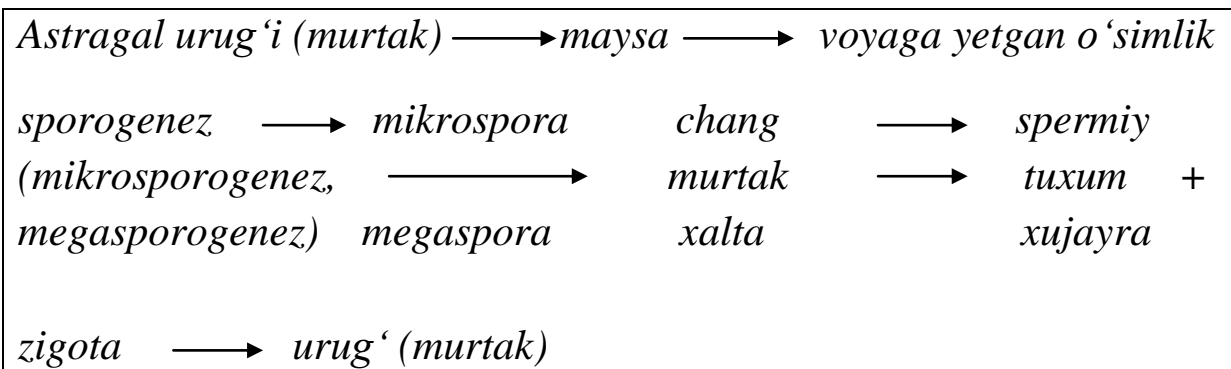 Astragal urug‘i (murtak) → maysa → voyaga yetgan o‘simlik
sporogenez → mikrospora chang → spermiy
(mikrosporogenez, → murtak → tuxum +
megasporogenez) megaspora xalta xujayra
zigota → urug‘ (murtak)